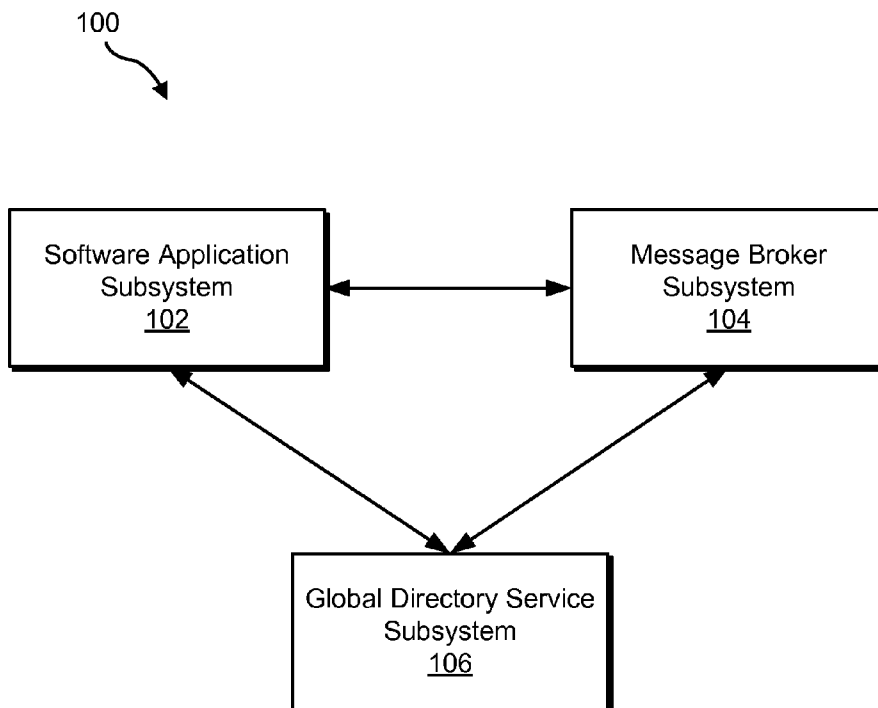 100
Software Application
Subsystem
102
Message Broker
Subsystem
104
Global Directory Service
Subsystem
106